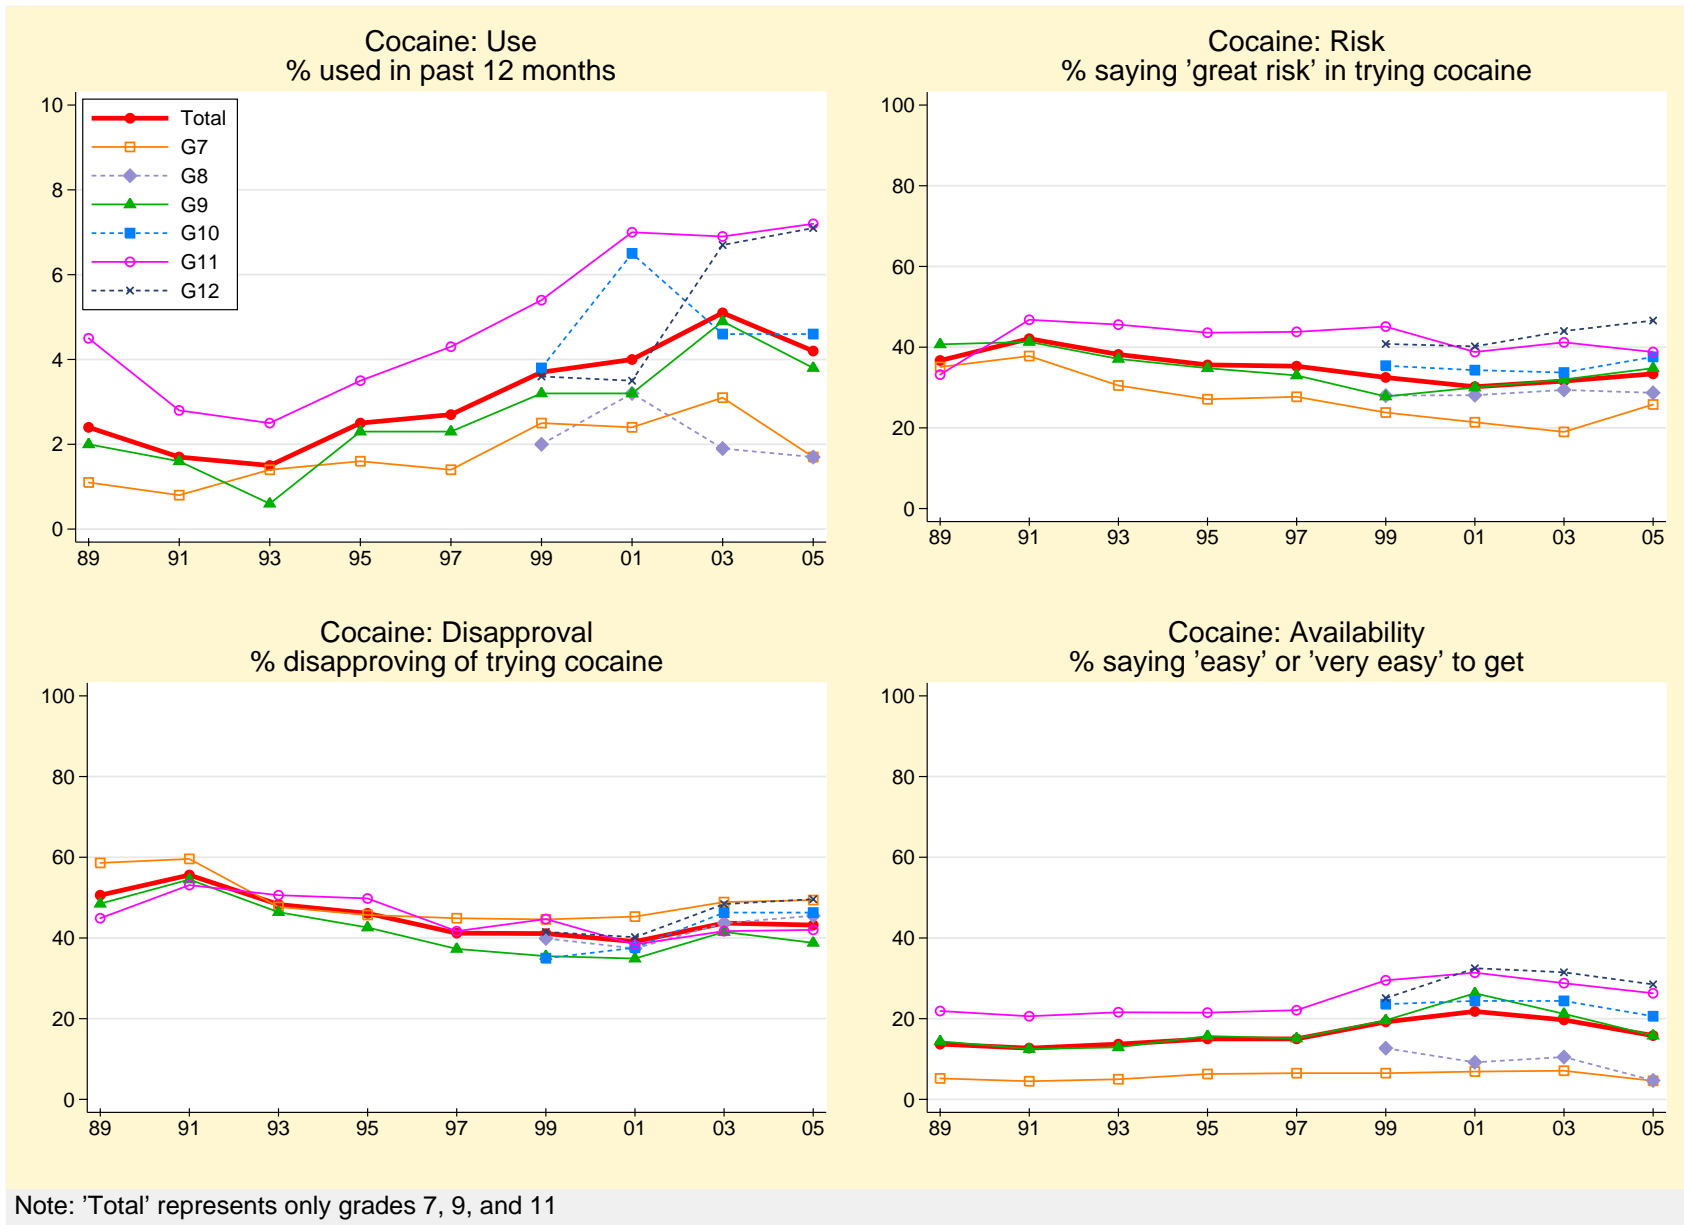 Cocaine: Use
% used in past 12 months
10
8
6
4
2
0
Total
G7
G8
G9
G10
G11
G12
89 91 93 95 97 99 01 03 05
Cocaine: Risk
% saying ’great risk’ in trying cocaine
100
80
60
40
20
0
89 91 93 95 97 99 01 03 05
Cocaine: Disapproval
% disapproving of trying cocaine
100
80
60
40
20
0
89 91 93 95 97 99 01 03 05
Cocaine: Availability
% saying ’easy’ or ’very easy’ to get
100
80
60
40
20
0
89 91 93 95 97 99 01 03 05
Note: ’Total’ represents only grades 7, 9, and 11